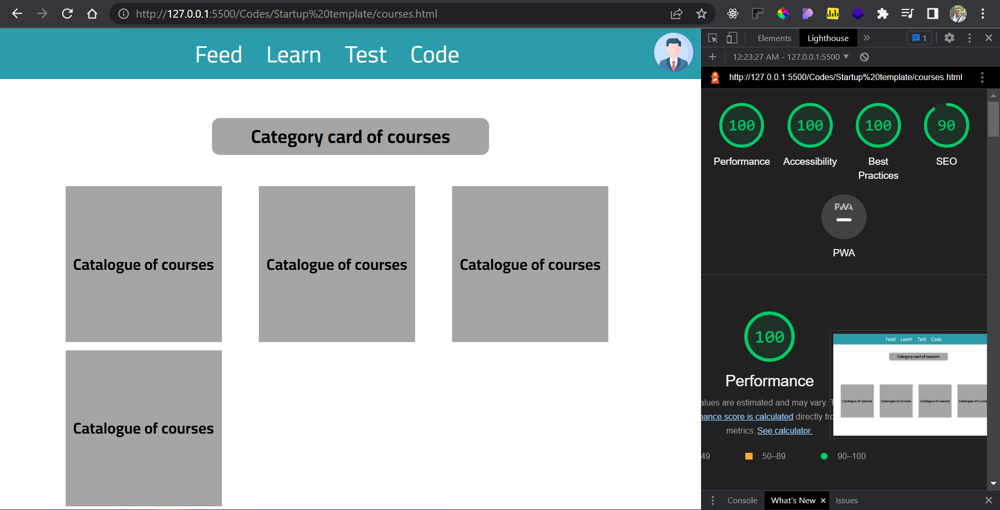 http://127.0.0.1:5500/Codes/Startup%20template/courses.html
Feed Learn Test Code
Category card of courses
Catalogue of courses Catalogue of courses Catalogue of courses
Catalogue of courses
Elements Lighthouse 1
12:23:27 AM - 127.0.0.1:5500
http://127.0.0.1:5500/Codes/Startup%20template/courses.html
100 100 100 90
Performance Accessibility Best Practices SEO
PWA
PWA
100
Performance
alues are estimated and may vary. T
nance score is calculated directly fro
metrics. See calculator.
49 50–89 90–100
Feed Learn Test Code
Category card of courses
Catalogue of courses Catalogue of courses Catalogue of courses Catalogue of course
Console What's New Issues